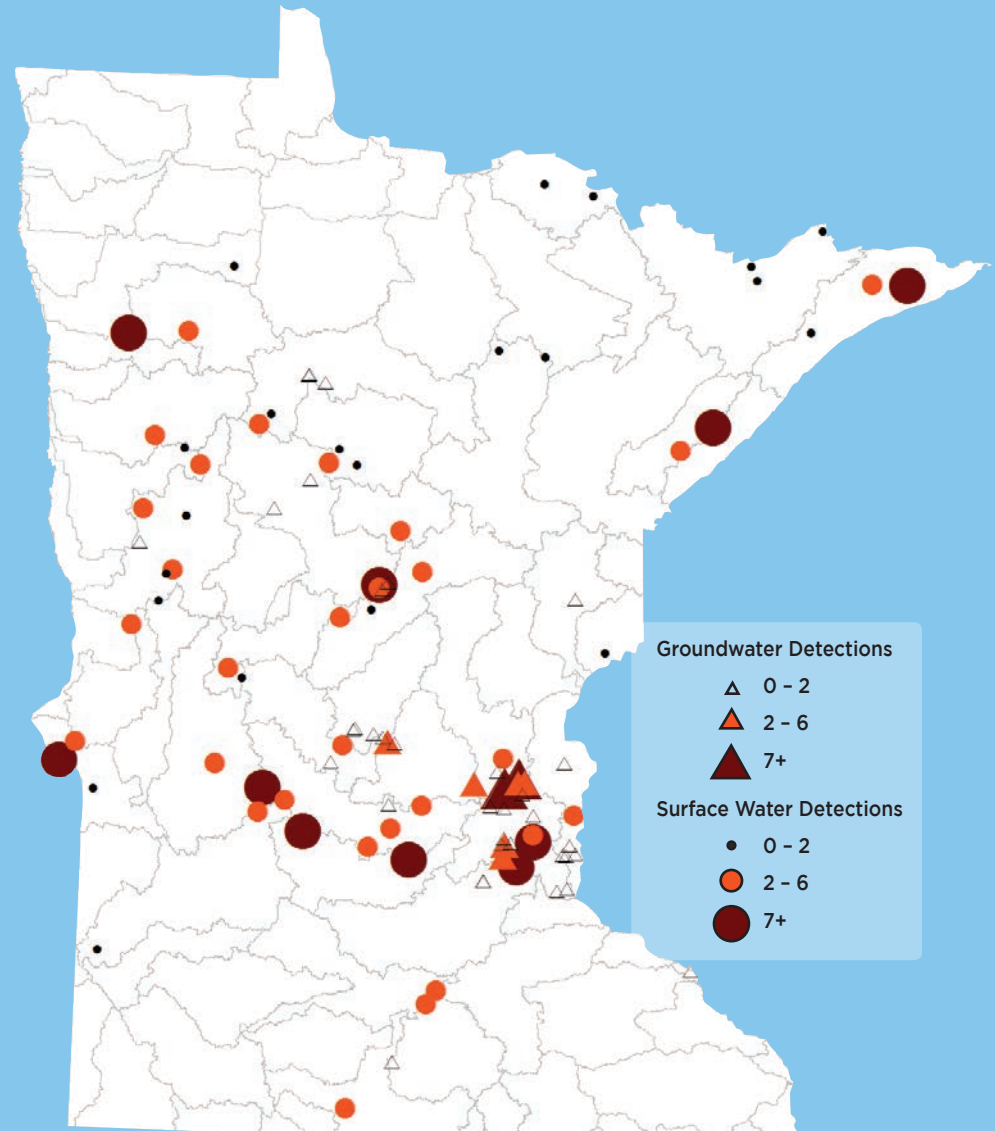 Groundwater Detections
0 – 2
2 – 6
7+
Surface Water Detections
0 – 2
2 – 6
7+